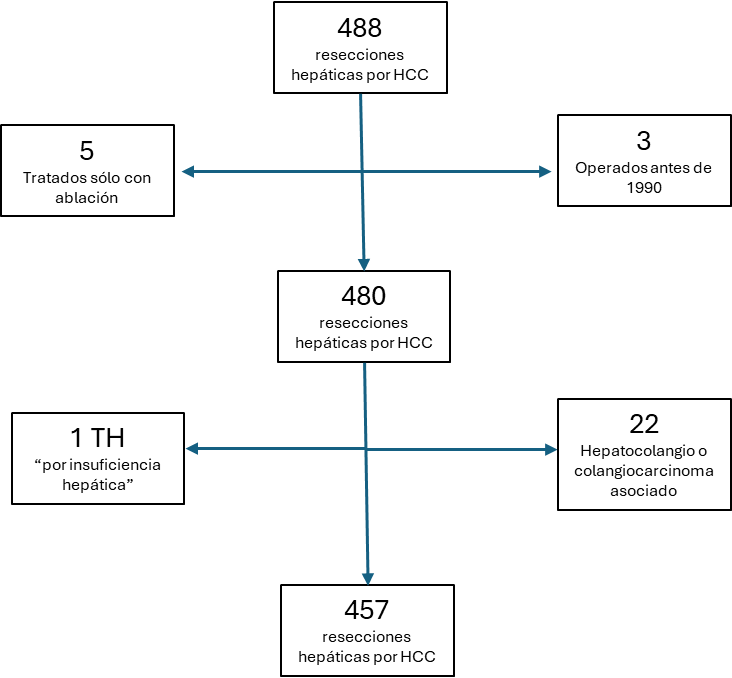 488
resecciones
hepáticas por HCC
5
Tratados sólo con
ablación
3
Operados antes de
1990
480
resecciones
hepáticas por HCC
1 TH
“por insuficiencia
hepática”
22
Hepatocolangio o
colangiocarcinoma
asociado
457
resecciones
hepáticas por HCC